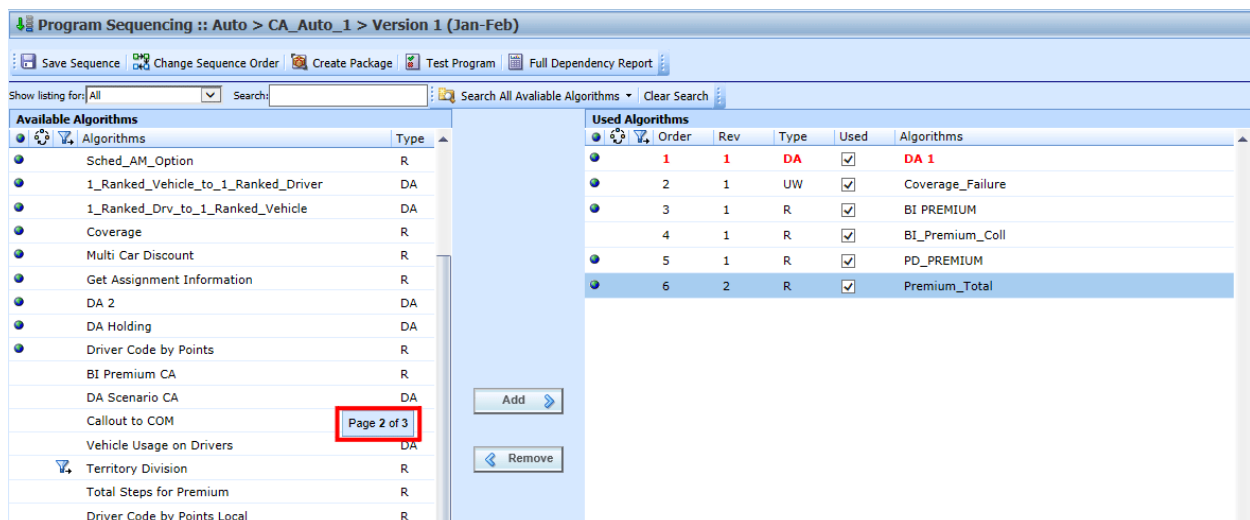 Program Sequencing :: Auto > CA_Auto_1 > Version 1 (Jan-Feb)
Save Sequence Change Sequence Order Create Package Test Program Full Dependency Report
Show listing for: All Search: Search All Avaliable Algorithms Clear Search
Available Algorithms
Algorithms Type
Sched_AM_Option R
1_Ranked_Vehicle_to_1_Ranked_Driver DA
1_Ranked_Drv_to_1_Ranked_Vehicle DA
Coverage R
Multi Car Discount R
Get Assignment Information R
DA 2 DA
DA Holding DA
Driver Code by Points R
BI Premium CA R
DA Scenario CA DA
Callout to COM
Page 2 of 3
Vehicle Usage on Drivers DA
Territory Division R
Total Steps for Premium R
Driver Code by Points Local R
Add
Remove
Used Algorithms
Order Rev Type Used Algorithms
1 1 DA DA 1
2 1 UW Coverage_Failure
3 1 R BI PREMIUM
4 1 R BI_Premium_Coll
5 1 R PD_PREMIUM
6 2 R Premium_Total